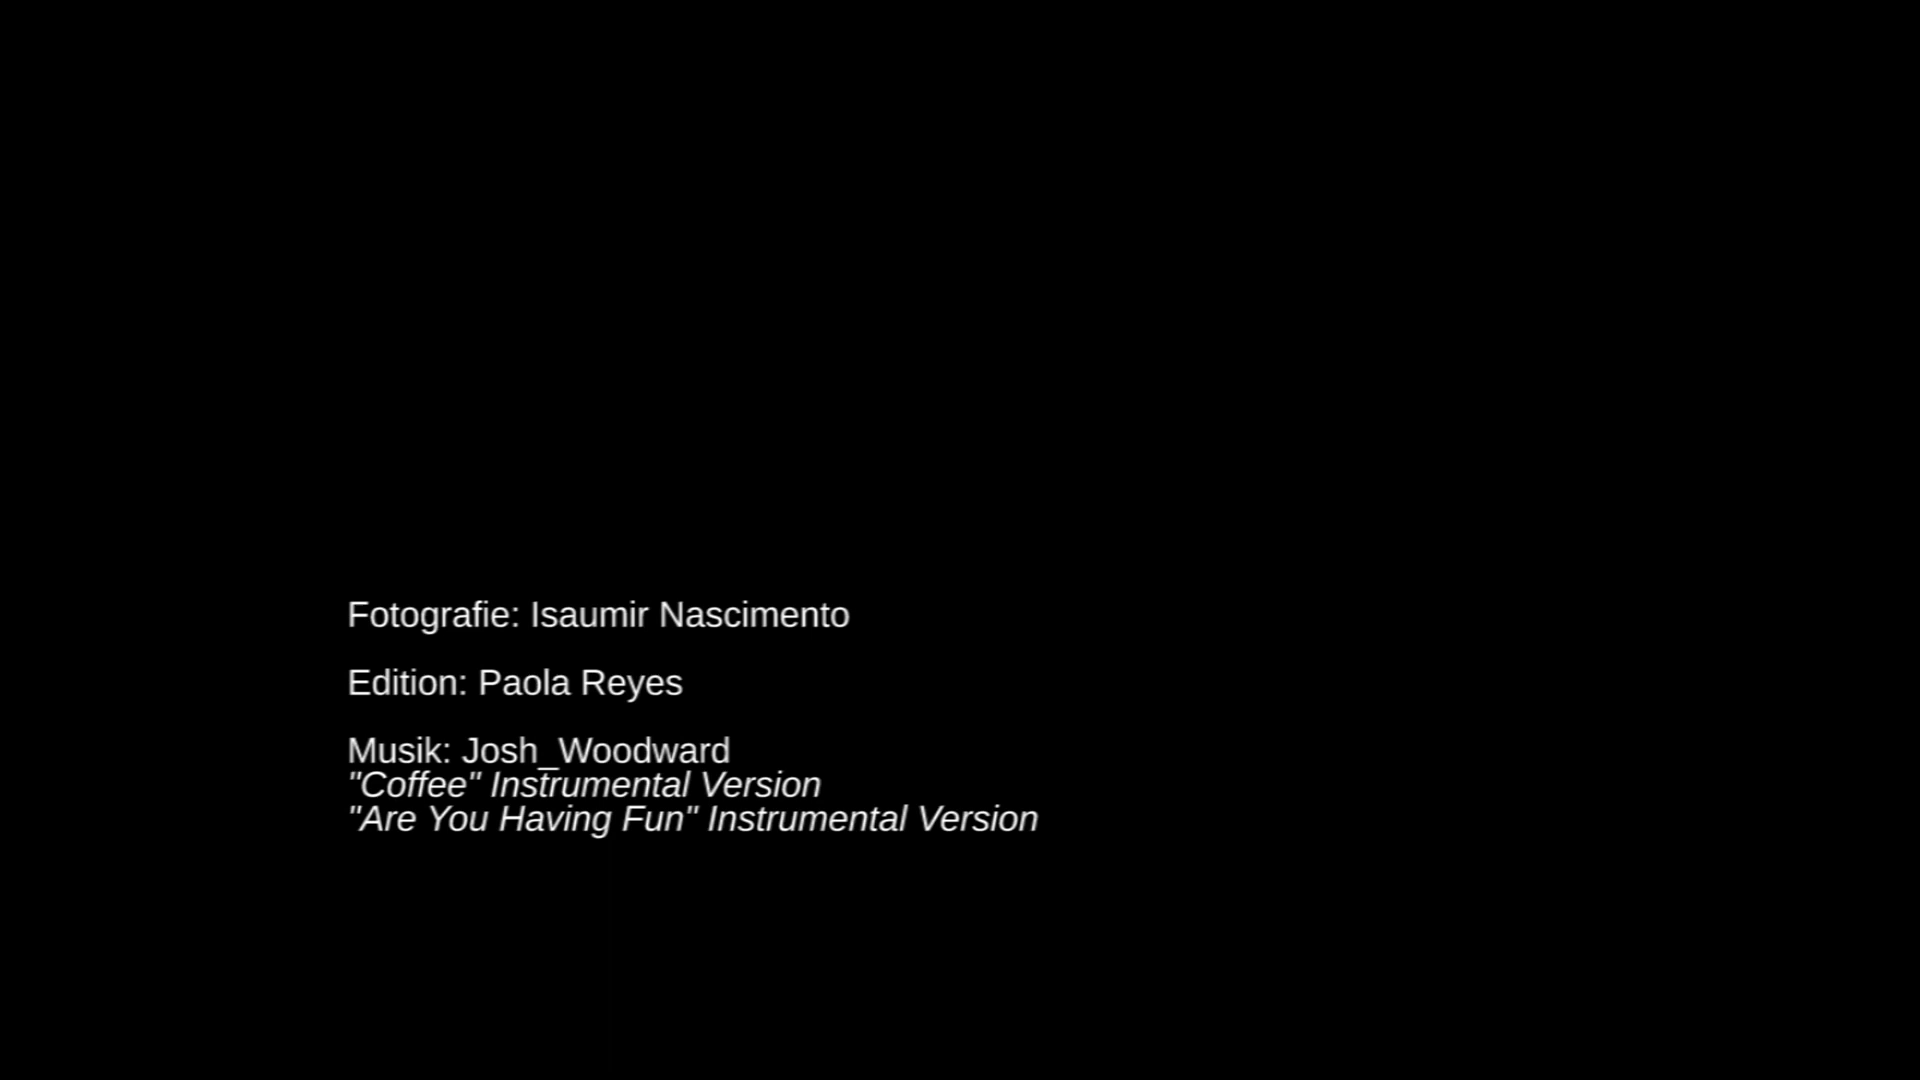 Fotografie: Isaumir Nascimento
Edition: Paola Reyes
Musik: Josh_Woodward
"Coffee" Instrumental Version
"Are You Having Fun" Instrumental Version